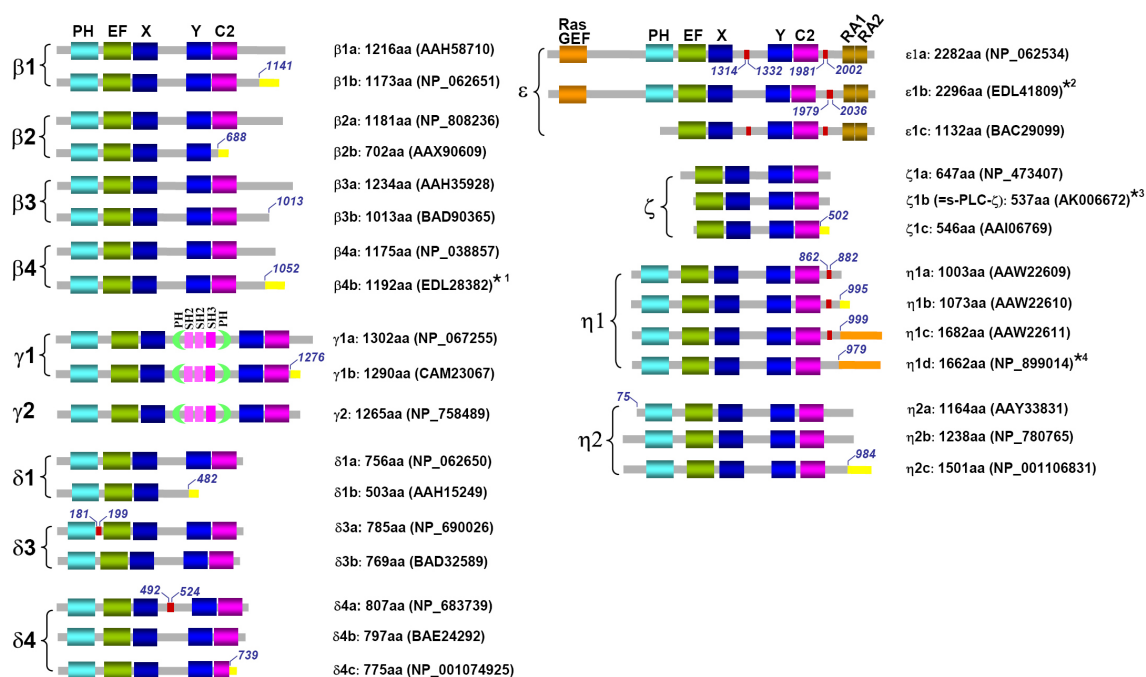 PH EF X Y C2
β1
β1a: 1216aa (AAH58710)
1141
β1b: 1173aa (NP_062651)
β2
β2a: 1181aa (NP_808236)
688
β2b: 702aa (AAX90609)
β3
β3a: 1234aa (AAH35928)
1013
β3b: 1013aa (BAD90365)
β4
β4a: 1175aa (NP_038857)
1052
β4b: 1192aa (EDL28382)*1
PH SH2 SH2 SH3 PH
γ1
γ1a: 1302aa (NP_067255)
1276
γ1b: 1290aa (CAM23067)
γ2
γ2: 1265aa (NP_758489)
δ1
δ1a: 756aa (NP_062650)
482
δ1b: 503aa (AAH15249)
δ3
181 199
δ3a: 785aa (NP_690026)
δ3b: 769aa (BAD32589)
δ4
492 524
δ4a: 807aa (NP_683739)
δ4b: 797aa (BAE24292)
739
δ4c: 775aa (NP_001074925)
Ras GEF PH EF X Y C2 RA1 RA2
ε
ε1a: 2282aa (NP_062534)
1314 1332 1981 2002
ε1b: 2296aa (EDL41809)*2
1979 2036
ε1c: 1132aa (BAC29099)
ζ
ζ1a: 647aa (NP_473407)
ζ1b (=s-PLC-ζ): 537aa (AK006672)*3
502
ζ1c: 546aa (AAI06769)
η1
862 882
η1a: 1003aa (AAW22609)
995
η1b: 1073aa (AAW22610)
999
η1c: 1682aa (AAW22611)
979
η1d: 1662aa (NP_899014)*4
η2
75
η2a: 1164aa (AAY33831)
η2b: 1238aa (NP_780765)
984
η2c: 1501aa (NP_001106831)